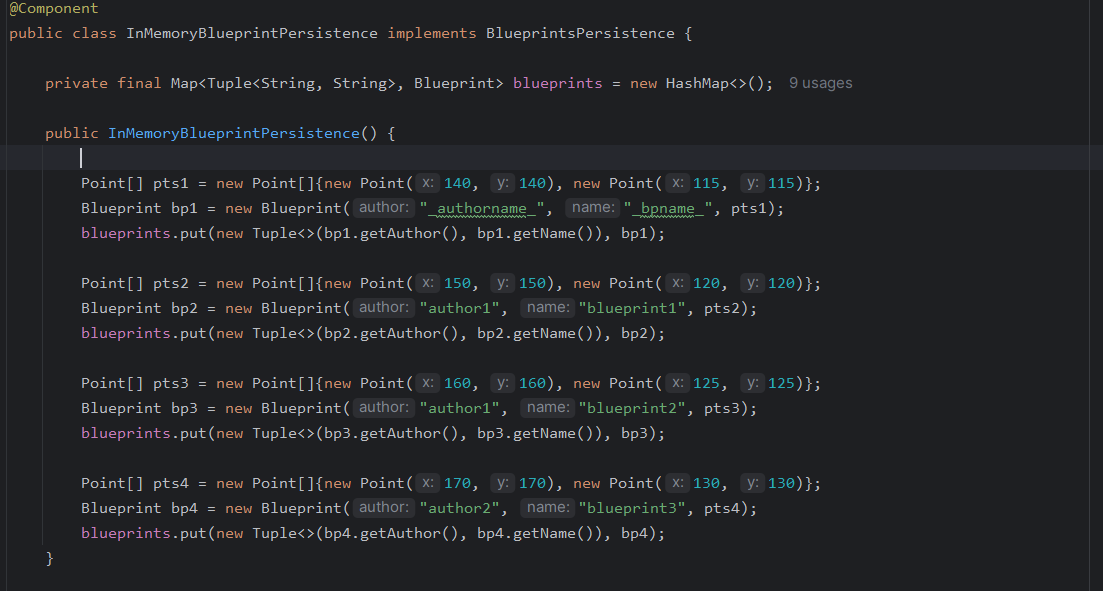 @Component
public class InMemoryBlueprintPersistence implements BlueprintsPersistence {
private final Map<Tuple<String, String>, Blueprint> blueprints = new HashMap<>(); 9 usages
public InMemoryBlueprintPersistence() {
Point[] pts1 = new Point[]{new Point( x: 140, y: 140), new Point( x: 115, y: 115)};
Blueprint bp1 = new Blueprint( author: "_authorname_", name: "_bpname_", pts1);
blueprints.put(new Tuple<>(bp1.getAuthor(), bp1.getName()), bp1);
Point[] pts2 = new Point[]{new Point( x: 150, y: 150), new Point( x: 120, y: 120)};
Blueprint bp2 = new Blueprint( author: "author1", name: "blueprint1", pts2);
blueprints.put(new Tuple<>(bp2.getAuthor(), bp2.getName()), bp2);
Point[] pts3 = new Point[]{new Point( x: 160, y: 160), new Point( x: 125, y: 125)};
Blueprint bp3 = new Blueprint( author: "author1", name: "blueprint2", pts3);
blueprints.put(new Tuple<>(bp3.getAuthor(), bp3.getName()), bp3);
Point[] pts4 = new Point[]{new Point( x: 170, y: 170), new Point( x: 130, y: 130)};
Blueprint bp4 = new Blueprint( author: "author2", name: "blueprint3", pts4);
blueprints.put(new Tuple<>(bp4.getAuthor(), bp4.getName()), bp4);
}